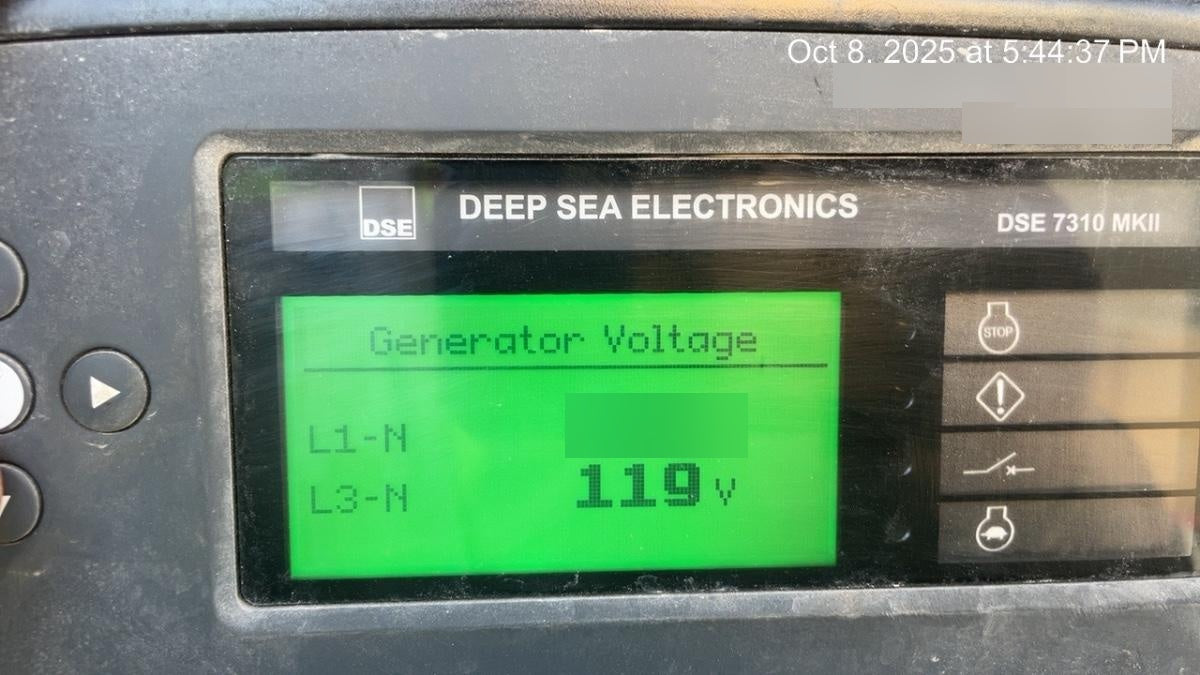 Oct 8. 2025 at 5:44:37 PM
DSE
DEEP SEA ELECTRONICS
DSE 7310 MKII
Generator Voltage
L1-N
L3-N 119 V
STOP